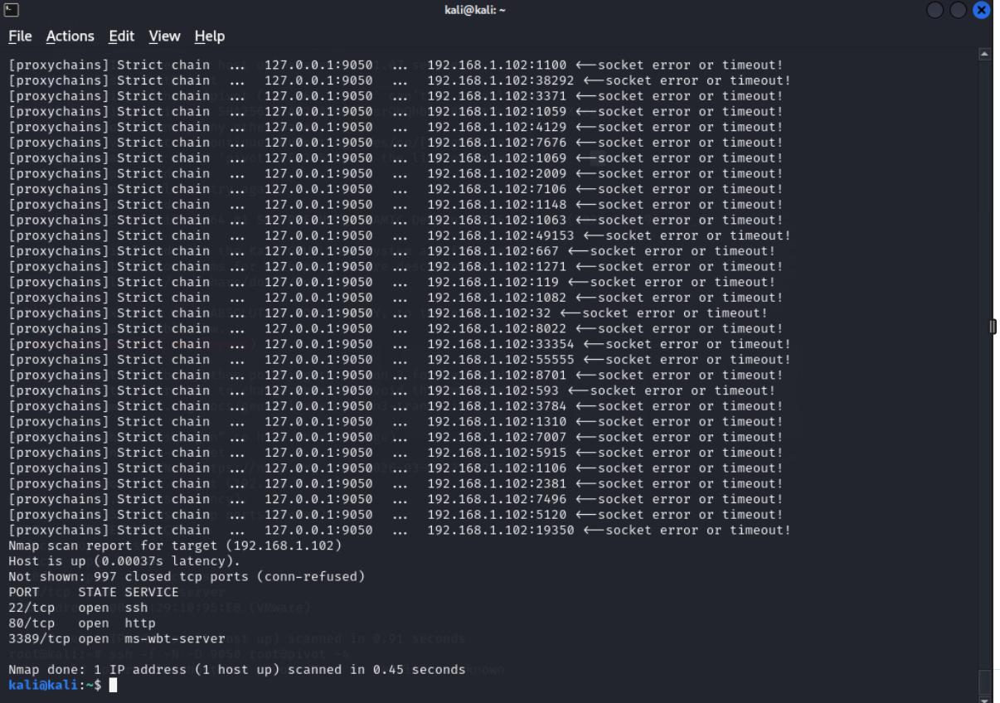 kali@kali: ~
File Actions Edit View Help
[proxychains] Strict chain ... 127.0.0.1:9050 ... 192.168.1.102:1100 ←—socket error or timeout!
[proxychains] Strict chain ... 127.0.0.1:9050 ... 192.168.1.102:38292 ←—socket error or timeout!
[proxychains] Strict chain ... 127.0.0.1:9050 ... 192.168.1.102:3371 ←—socket error or timeout!
[proxychains] Strict chain ... 127.0.0.1:9050 ... 192.168.1.102:1059 ←—socket error or timeout!
[proxychains] Strict chain ... 127.0.0.1:9050 ... 192.168.1.102:4129 ←—socket error or timeout!
[proxychains] Strict chain ... 127.0.0.1:9050 ... 192.168.1.102:7676 ←—socket error or timeout!
[proxychains] Strict chain ... 127.0.0.1:9050 ... 192.168.1.102:1069 ←—socket error or timeout!
[proxychains] Strict chain ... 127.0.0.1:9050 ... 192.168.1.102:2009 ←—socket error or timeout!
[proxychains] Strict chain ... 127.0.0.1:9050 ... 192.168.1.102:7106 ←—socket error or timeout!
[proxychains] Strict chain ... 127.0.0.1:9050 ... 192.168.1.102:1148 ←—socket error or timeout!
[proxychains] Strict chain ... 127.0.0.1:9050 ... 192.168.1.102:1063 ←—socket error or timeout!
[proxychains] Strict chain ... 127.0.0.1:9050 ... 192.168.1.102:49153 ←—socket error or timeout!
[proxychains] Strict chain ... 127.0.0.1:9050 ... 192.168.1.102:667 ←—socket error or timeout!
[proxychains] Strict chain ... 127.0.0.1:9050 ... 192.168.1.102:1271 ←—socket error or timeout!
[proxychains] Strict chain ... 127.0.0.1:9050 ... 192.168.1.102:119 ←—socket error or timeout!
[proxychains] Strict chain ... 127.0.0.1:9050 ... 192.168.1.102:1082 ←—socket error or timeout!
[proxychains] Strict chain ... 127.0.0.1:9050 ... 192.168.1.102:32 ←—socket error or timeout!
[proxychains] Strict chain ... 127.0.0.1:9050 ... 192.168.1.102:8022 ←—socket error or timeout!
[proxychains] Strict chain ... 127.0.0.1:9050 ... 192.168.1.102:33354 ←—socket error or timeout!
[proxychains] Strict chain ... 127.0.0.1:9050 ... 192.168.1.102:55555 ←—socket error or timeout!
[proxychains] Strict chain ... 127.0.0.1:9050 ... 192.168.1.102:8701 ←—socket error or timeout!
[proxychains] Strict chain ... 127.0.0.1:9050 ... 192.168.1.102:593 ←—socket error or timeout!
[proxychains] Strict chain ... 127.0.0.1:9050 ... 192.168.1.102:3784 ←—socket error or timeout!
[proxychains] Strict chain ... 127.0.0.1:9050 ... 192.168.1.102:1310 ←—socket error or timeout!
[proxychains] Strict chain ... 127.0.0.1:9050 ... 192.168.1.102:7007 ←—socket error or timeout!
[proxychains] Strict chain ... 127.0.0.1:9050 ... 192.168.1.102:5915 ←—socket error or timeout!
[proxychains] Strict chain ... 127.0.0.1:9050 ... 192.168.1.102:1106 ←—socket error or timeout!
[proxychains] Strict chain ... 127.0.0.1:9050 ... 192.168.1.102:2381 ←—socket error or timeout!
[proxychains] Strict chain ... 127.0.0.1:9050 ... 192.168.1.102:7496 ←—socket error or timeout!
[proxychains] Strict chain ... 127.0.0.1:9050 ... 192.168.1.102:5120 ←—socket error or timeout!
[proxychains] Strict chain ... 127.0.0.1:9050 ... 192.168.1.102:19350 ←—socket error or timeout!
Nmap scan report for target (192.168.1.102)
Host is up (0.00037s latency).
Not shown: 997 closed tcp ports (conn-refused)
PORT STATE SERVICE
22/tcp open ssh
80/tcp open http
3389/tcp open ms-wbt-server
Nmap done: 1 IP address (1 host up) scanned in 0.45 seconds
kali@kali:~$